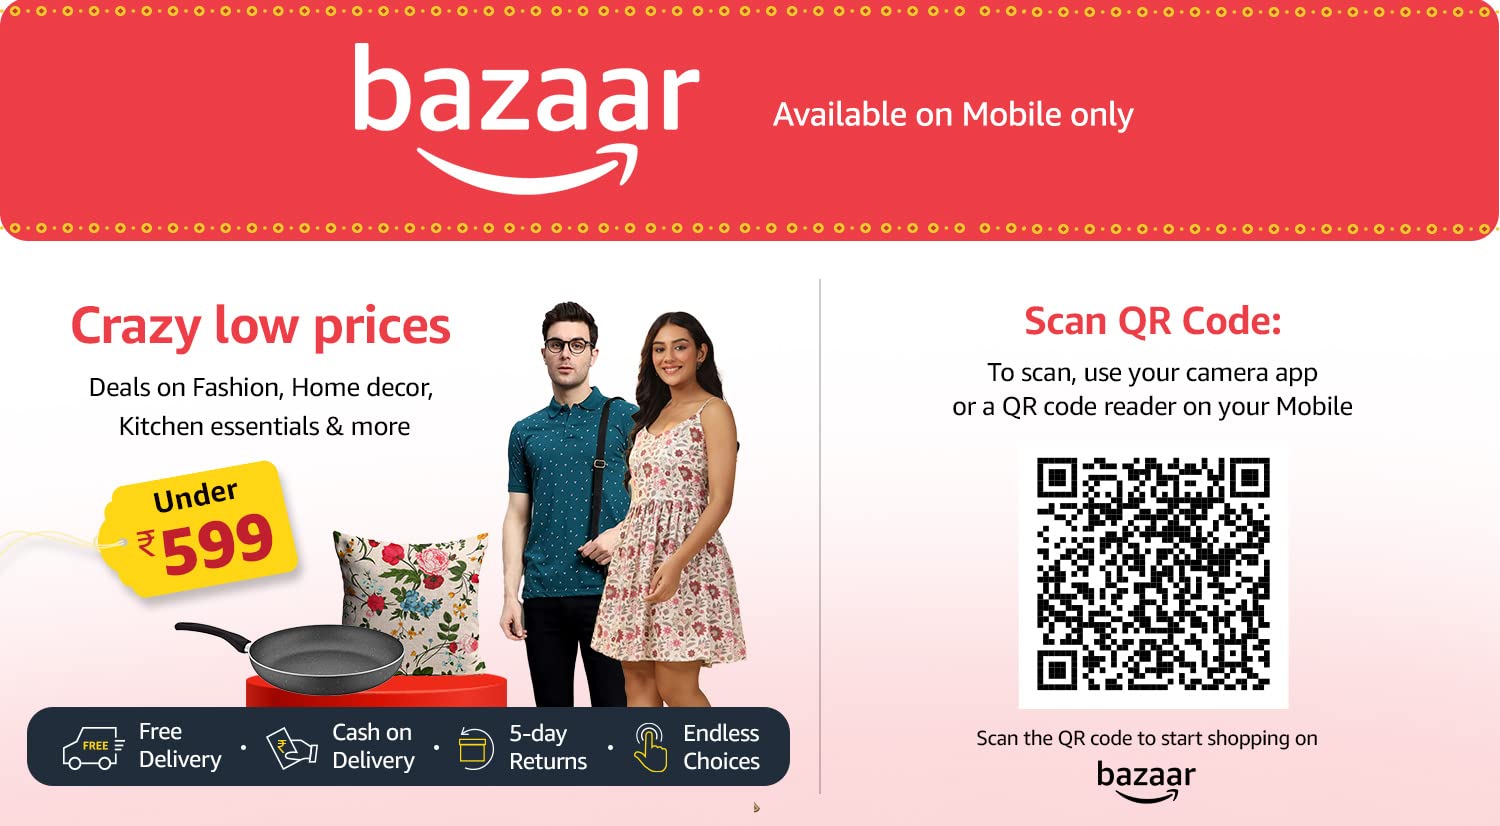 bazaar
Available on Mobile only
Crazy low prices
Deals on Fashion, Home decor,
Kitchen essentials & more
Under
₹599
FREE
Free
Delivery
₹
Cash on
Delivery
5-day
Returns
Endless
Choices
Scan QR Code:
To scan, use your camera app
or a QR code reader on your Mobile
Scan the QR code to start shopping on
bazaar